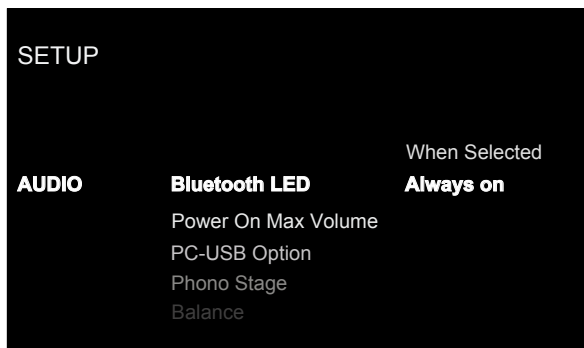 SETUP
When Selected
AUDIO Bluetooth LED Always on
Power On Max Volume
PC-USB Option
Phono Stage
Balance